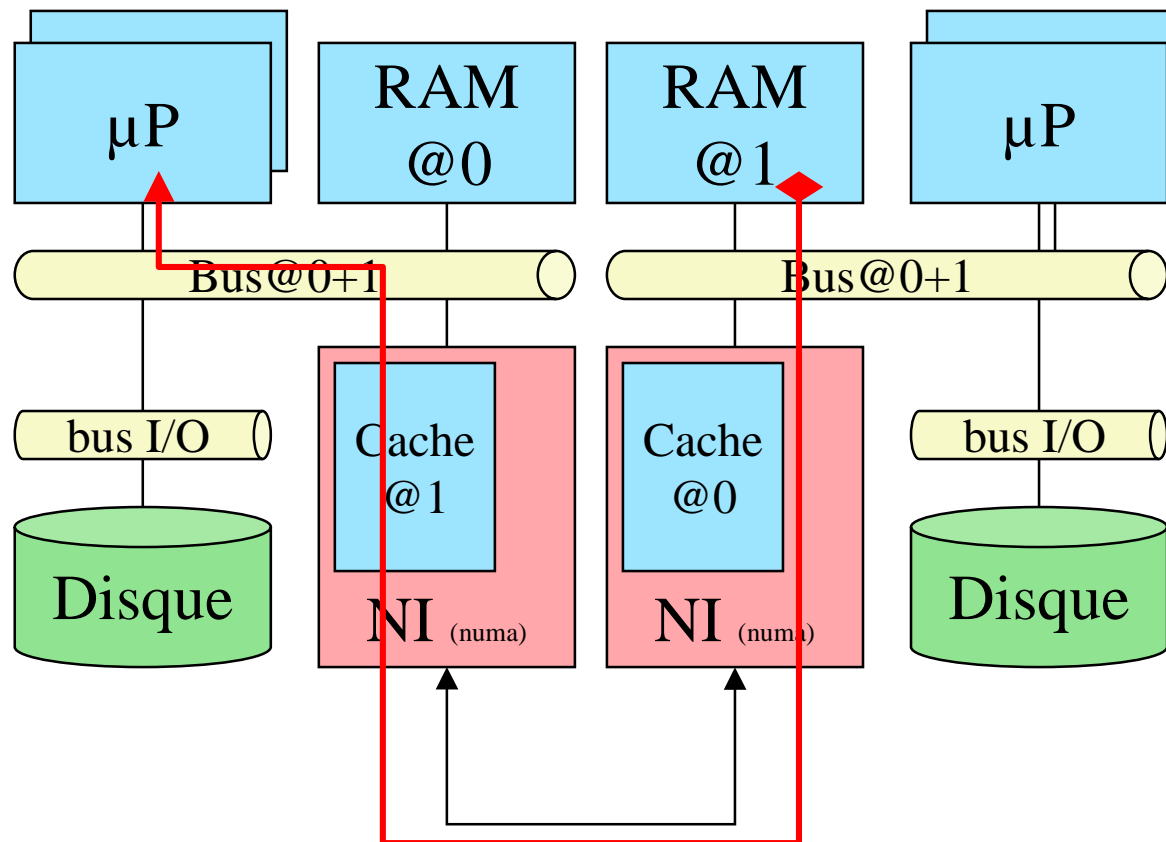 µP
RAM
@0
RAM
@1
µP
Bus@0+1
Bus@0+1
bus I/O
Cache
@1
Cache
@0
bus I/O
Disque
NI (numa)
NI (numa)
Disque